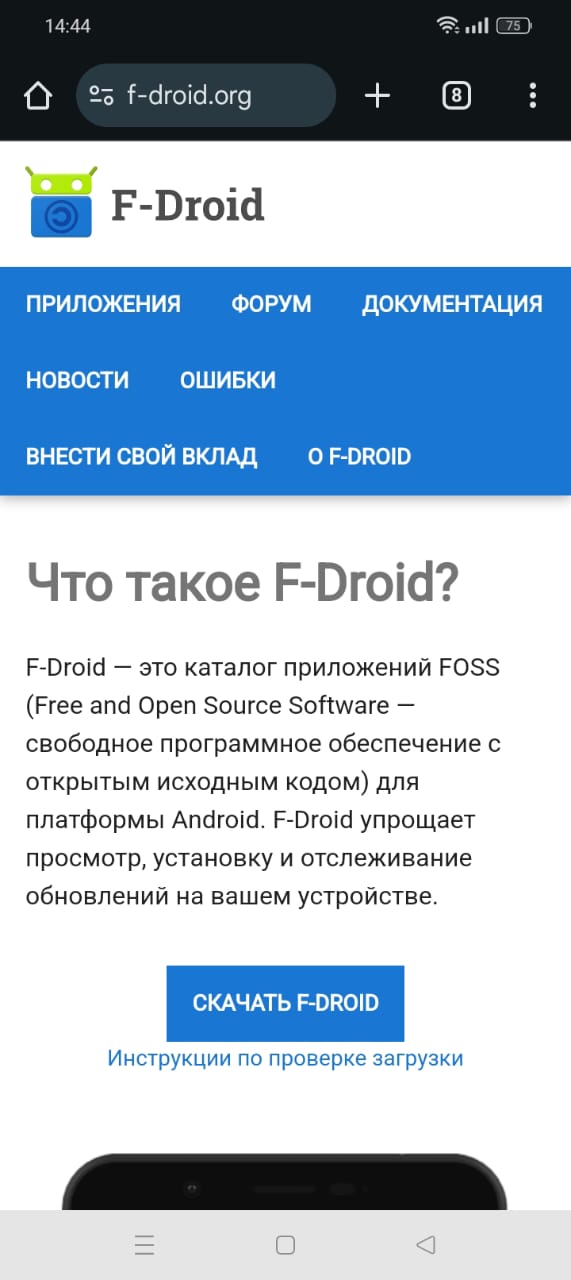 14:44
75
f-droid.org
8
F-Droid
ПРИЛОЖЕНИЯ ФОРУМ ДОКУМЕНТАЦИЯ
НОВОСТИ ОШИБКИ
ВНЕСТИ СВОЙ ВКЛАД О F-DROID
Что такое F-Droid?
F-Droid — это каталог приложений FOSS
(Free and Open Source Software —
свободное программное обеспечение с
открытым исходным кодом) для
платформы Android. F-Droid упрощает
просмотр, установку и отслеживание
обновлений на вашем устройстве.
СКАЧАТЬ F-DROID
Инструкции по проверке загрузки